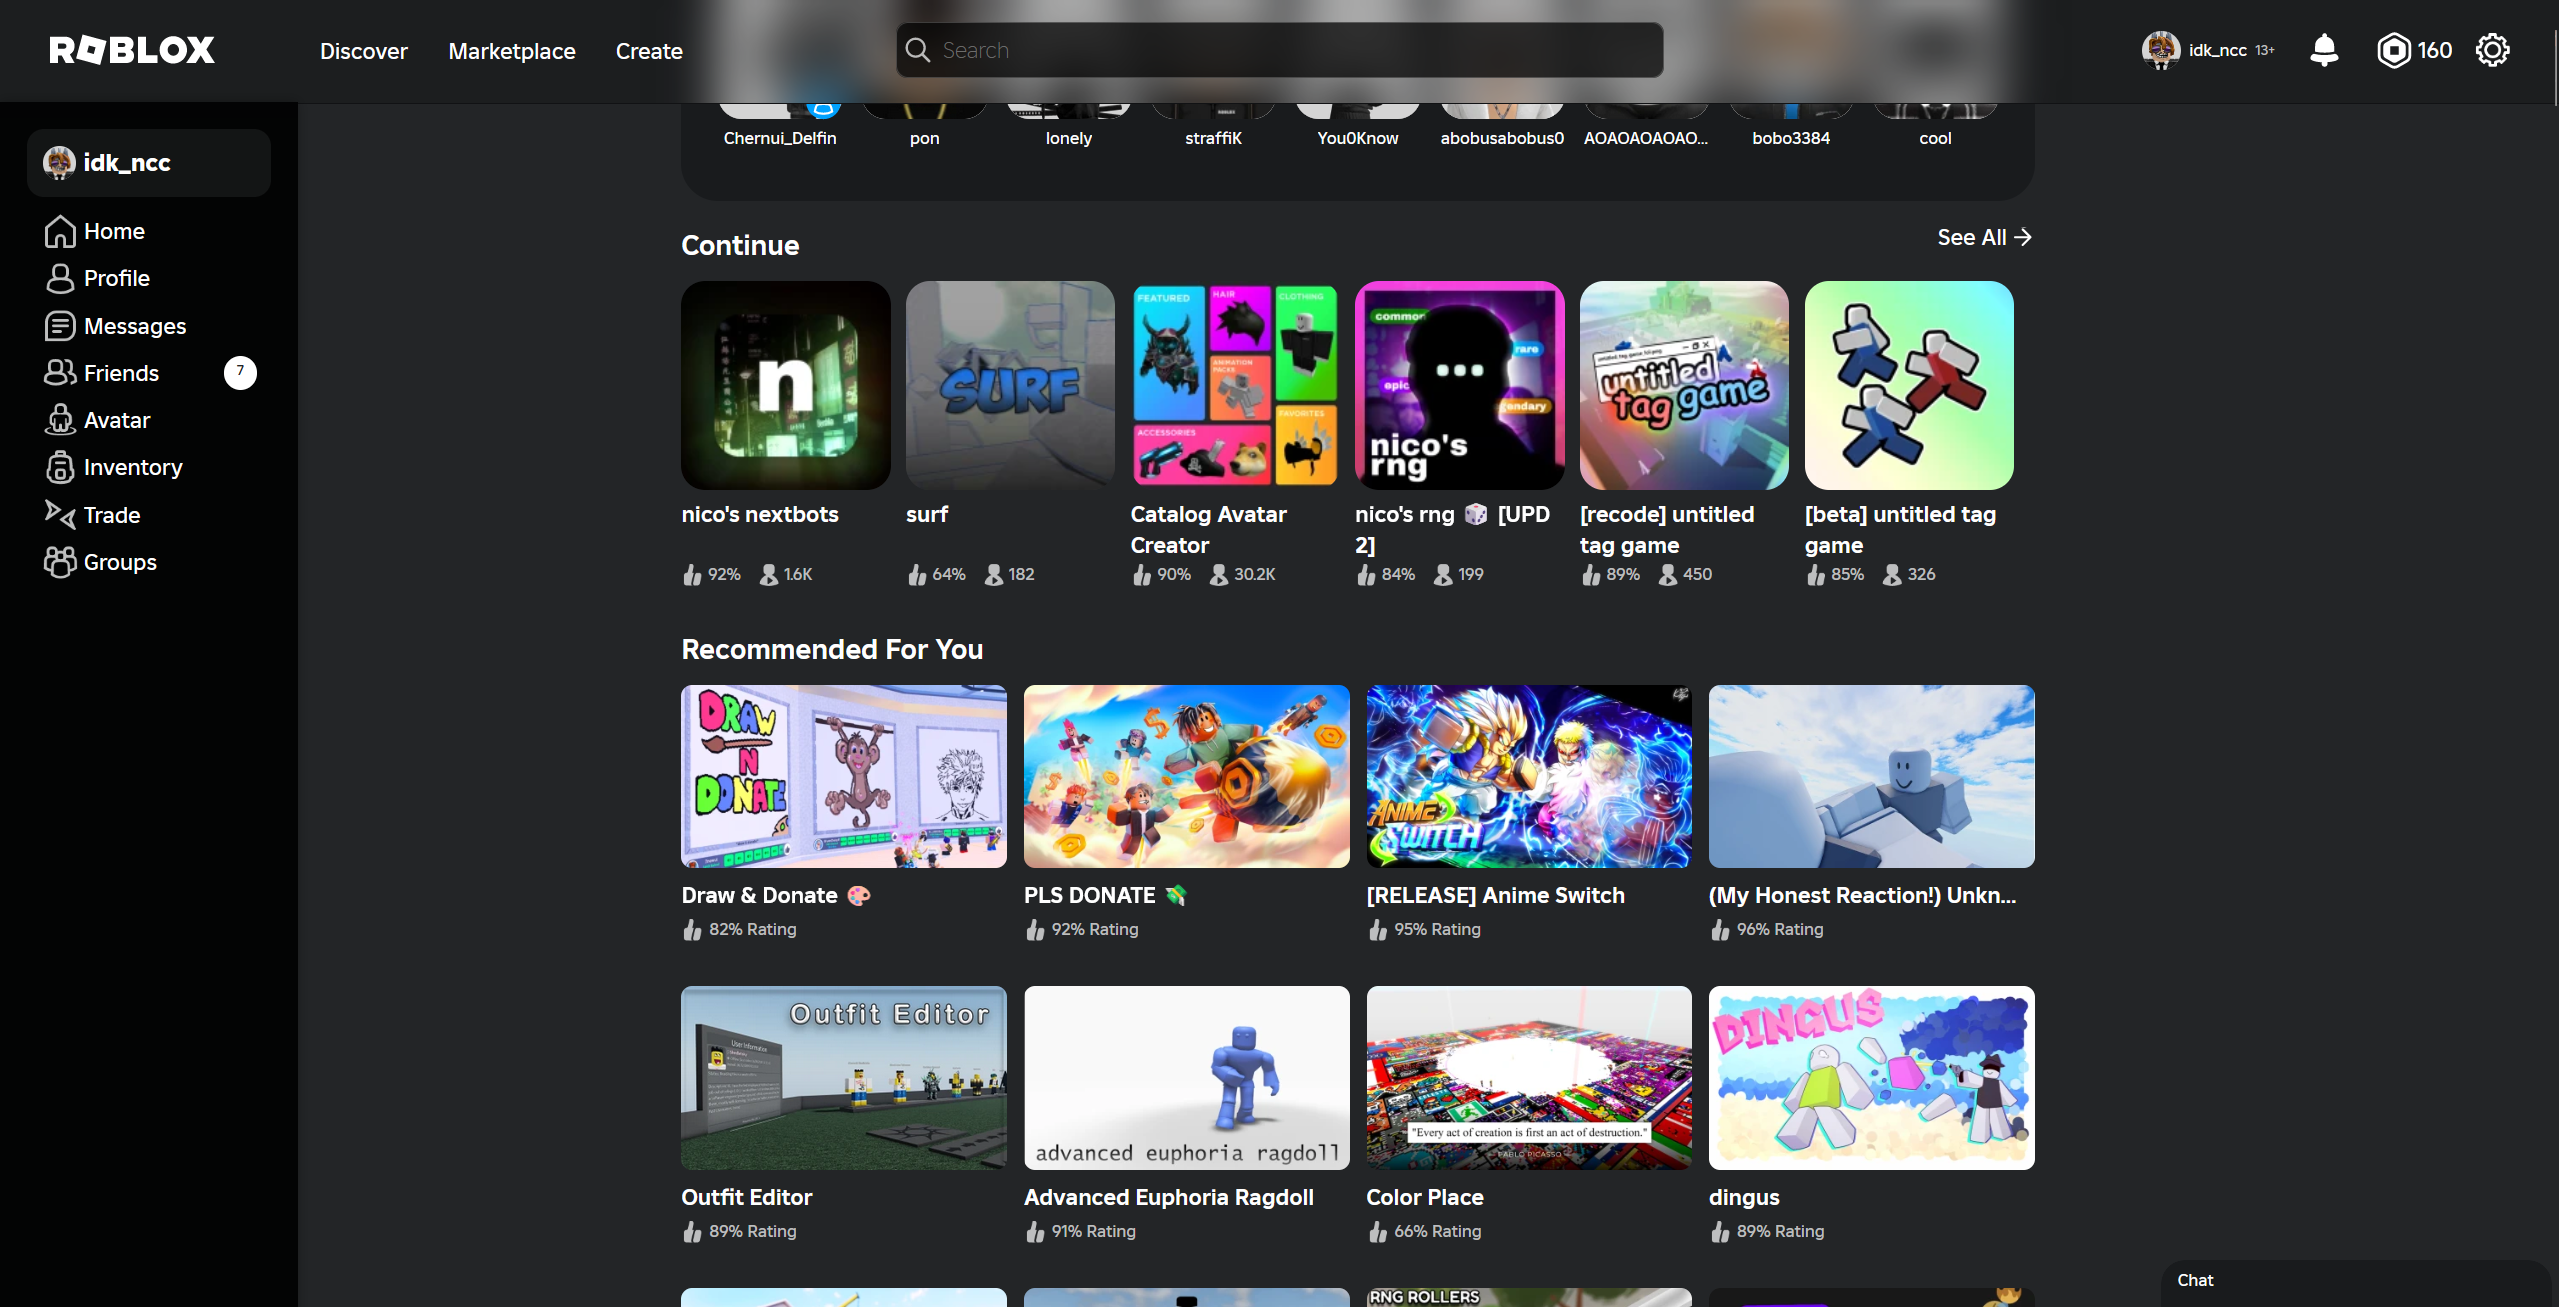 ROBLOX
Discover
Marketplace
Create
Search
idk_ncc 13+
160
idk_ncc
Home
Profile
Messages
Friends
7
Avatar
Inventory
Trade
Groups
Chernui_Delfin
pon
lonely
straffiK
You0Know
abobusabobus0
AOAOAOAOAO...
bobo3384
cool
Continue
See All
n
SURF
FEATURED
HAIR
CLOTHING
ANIMATION PACKS
ACCESSORIES
FAVORITES
common
rare
epic
...
nico's
rng
untitled
tag game
nico's nextbots
92% 1.6K
surf
64% 182
Catalog Avatar
Creator
90% 30.2K
nico's rng 🎲 [UPD
2]
84% 199
[recode] untitled
tag game
89% 450
[beta] untitled tag
game
85% 326
Recommended For You
DRAW
N
DONATE
ANIME
SWITCH
Draw & Donate 🎨
82% Rating
PLS DONATE 💸
92% Rating
[RELEASE] Anime Switch
95% Rating
(My Honest Reaction!) Unkn...
96% Rating
Outfit Editor
User Information
advanced euphoria ragdoll
"Every act of creation is first an act of destruction."
PABLO PICASSO
DINGUS
Outfit Editor
89% Rating
Advanced Euphoria Ragdoll
91% Rating
Color Place
66% Rating
dingus
89% Rating
RNG ROLLERS
Chat